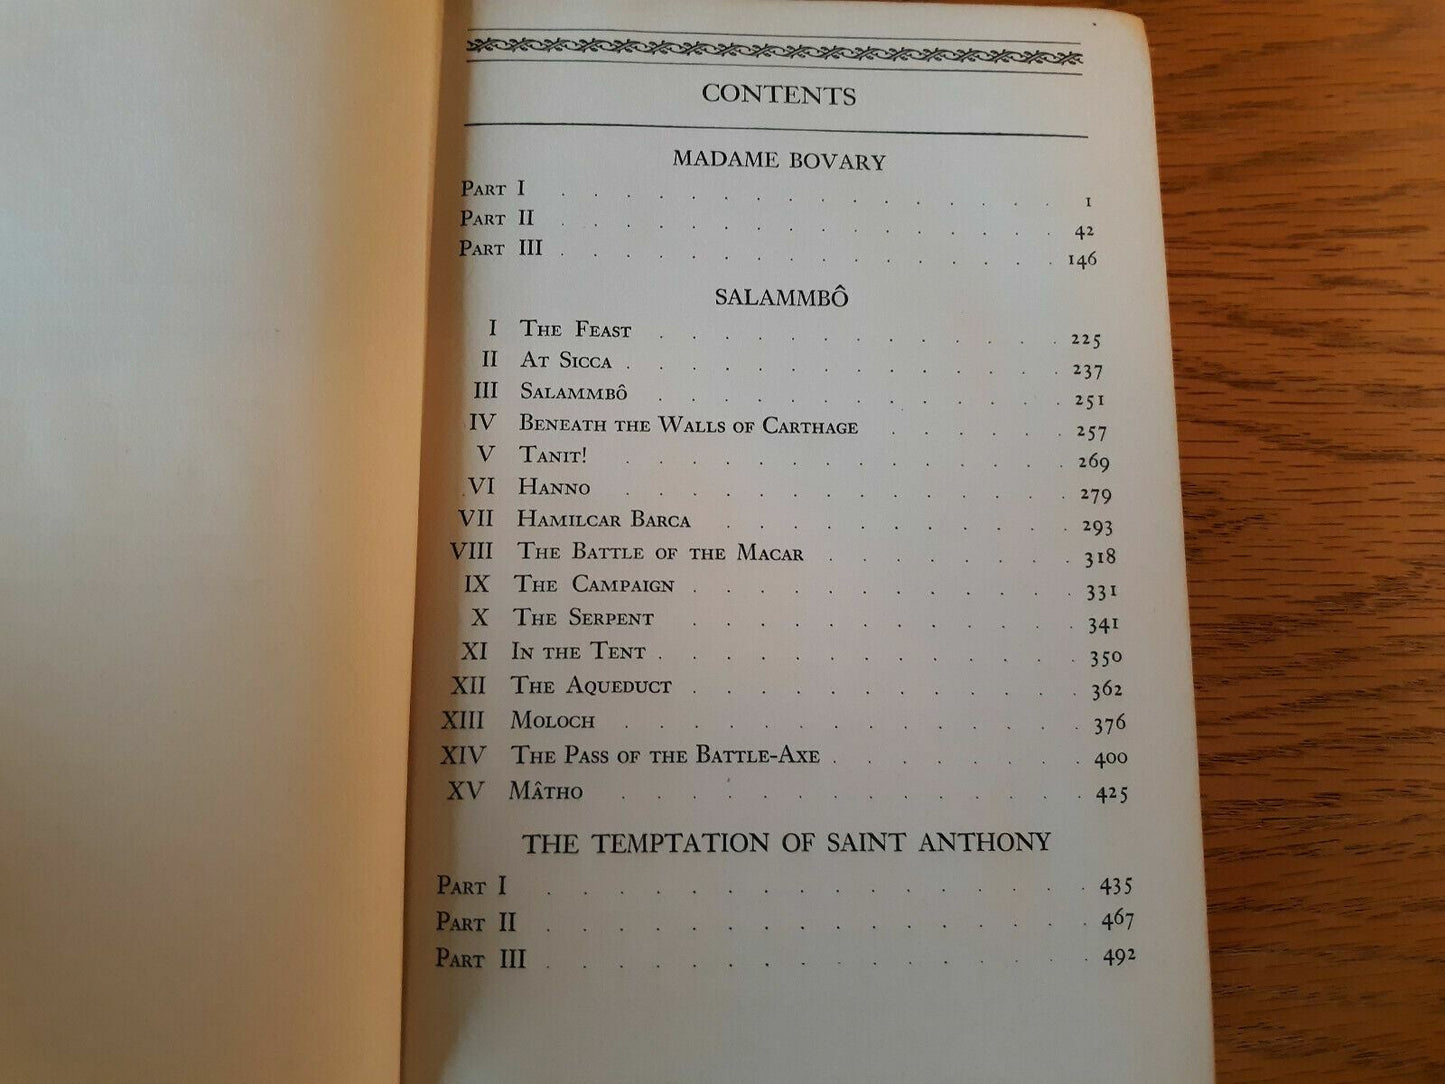 CONTENTS
MADAME BOVARY
Part I . . . . . . . . . . . . . . . 1
Part II . . . . . . . . . . . . . . . 42
Part III . . . . . . . . . . . . . . . 146
SALAMMBÔ
I The Feast . . . . . . . . . . . . 225
II At Sicca . . . . . . . . . . . . . 237
III Salammbô . . . . . . . . . . . . 251
IV Beneath the Walls of Carthage . . . . . . 257
V Tanit! . . . . . . . . . . . . . 269
VI Hanno . . . . . . . . . . . . . 279
VII Hamilcar Barca . . . . . . . . . . 293
VIII The Battle of the Macar . . . . . . . 318
IX The Campaign . . . . . . . . . . . 331
X The Serpent . . . . . . . . . . . 341
XI In the Tent . . . . . . . . . . . . 350
XII The Aqueduct . . . . . . . . . . . 362
XIII Moloch . . . . . . . . . . . . . 376
XIV The Pass of the Battle-Axe . . . . . . . 400
XV Mâtho . . . . . . . . . . . . . 425
THE TEMPTATION OF SAINT ANTHONY
Part I . . . . . . . . . . . . . . . 435
Part II . . . . . . . . . . . . . . . 467
Part III . . . . . . . . . . . . . . . 492